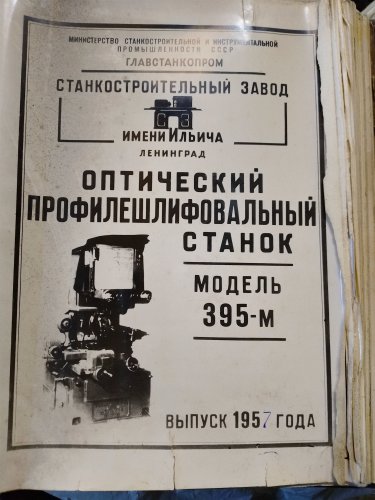 МИНИСТЕРСТВО СТАНКОСТРОИТЕЛЬНОЙ И ИНСТРУМЕНТАЛЬНОЙ
ПРОМЫШЛЕННОСТИ СССР
ГЛАВСТАНКОПРОМ
СТАНКОСТРОИТЕЛЬНЫЙ ЗАВОД
СЗ
ИМЕНИ ИЛЬИЧА
ЛЕНИНГРАД
ОПТИЧЕСКИЙ
ПРОФИЛЕШЛИФОВАЛЬНЫЙ
СТАНОК
МОДЕЛЬ
395-М
ВЫПУСК 1957 ГОДА